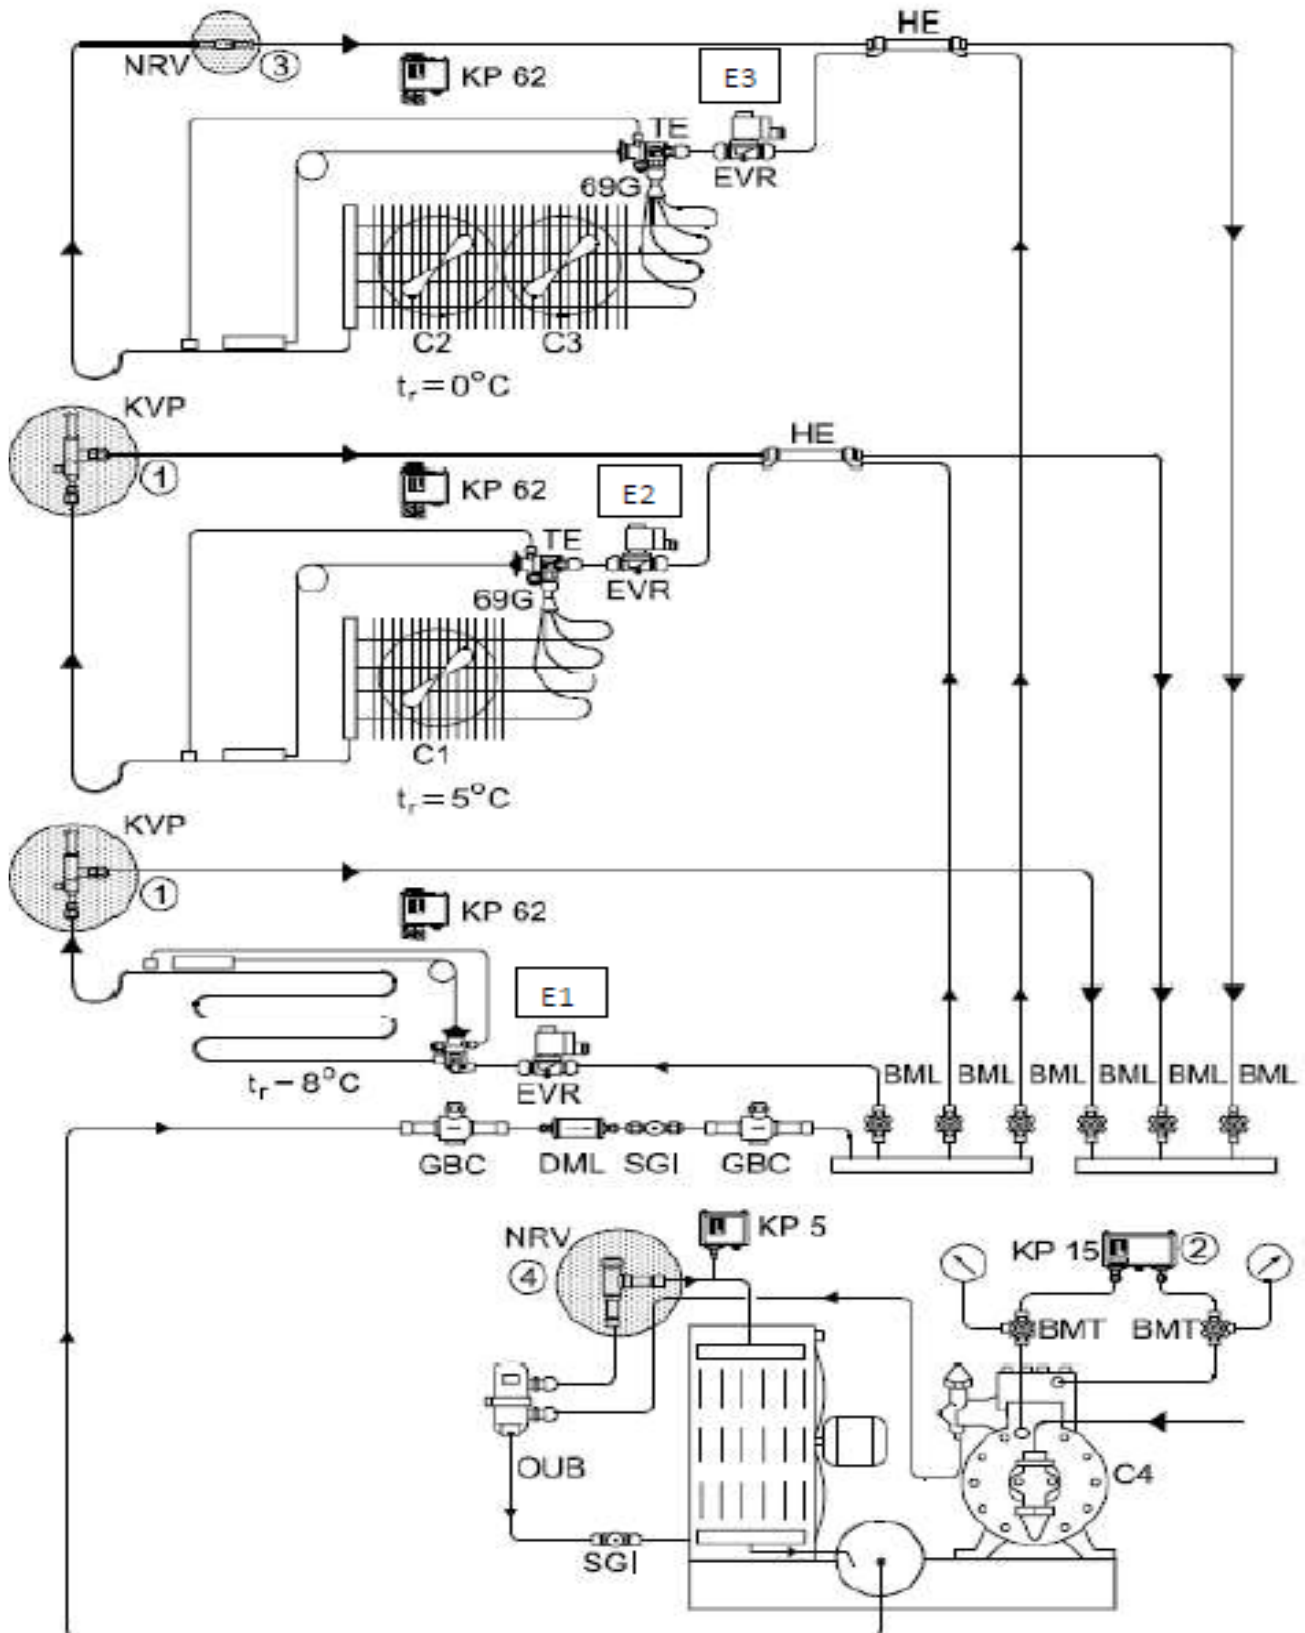 HE
NRV
3
KP 62
E3
TE
EVR
69G
C2
C3
tᵣ=0°C
KVP
1
HE
KP 62
E2
TE
EVR
69G
C1
tᵣ=5°C
KVP
1
KP 62
E1
tᵣ–8°C
EVR
BML BML BML BML BML BML
GBC
DML
SGI
GBC
NRV
4
KP 5
KP 15
2
BMT
BMT
OUB
C4
SGI